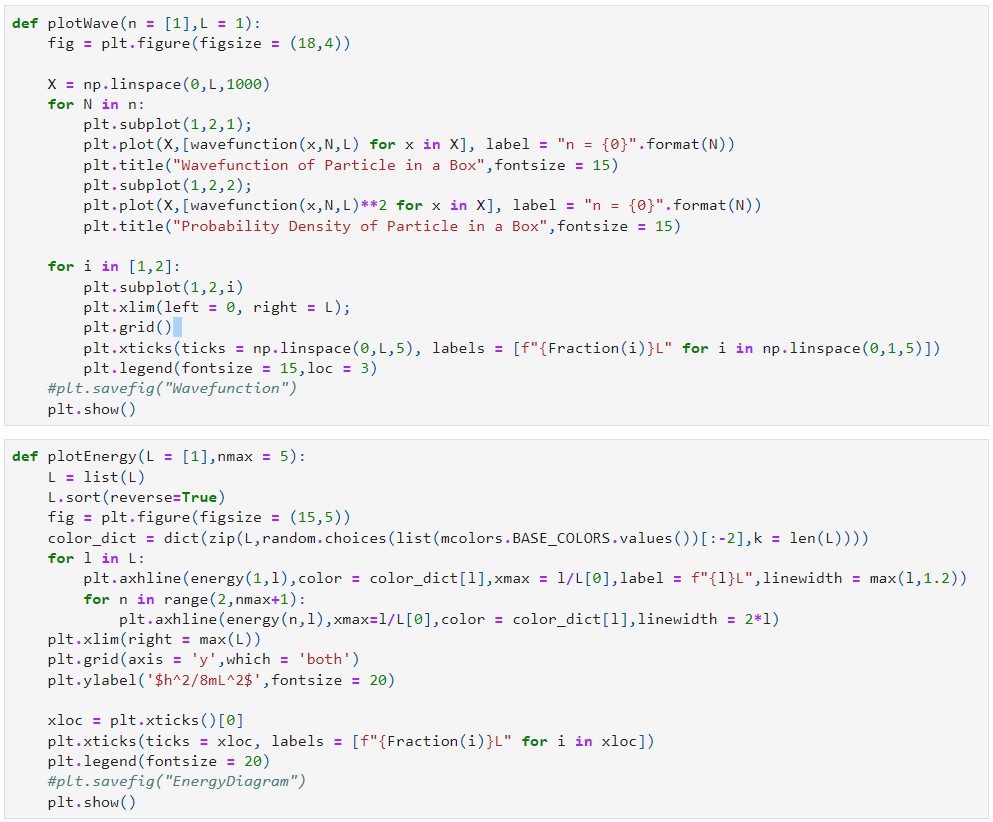 def plotWave(n = [1],L = 1):
    fig = plt.figure(figsize = (18,4))

    X = np.linspace(0,L,1000)
    for N in n:
        plt.subplot(1,2,1);
        plt.plot(X,[wavefunction(x,N,L) for x in X], label = "n = {0}".format(N))
        plt.title("Wavefunction of Particle in a Box",fontsize = 15)
        plt.subplot(1,2,2);
        plt.plot(X,[wavefunction(x,N,L)**2 for x in X], label = "n = {0}".format(N))
        plt.title("Probability Density of Particle in a Box",fontsize = 15)

    for i in [1,2]:
        plt.subplot(1,2,i)
        plt.xlim(left = 0, right = L);
        plt.grid()
        plt.xticks(ticks = np.linspace(0,L,5), labels = [f"{Fraction(i)}L" for i in np.linspace(0,1,5)])
        plt.legend(fontsize = 15,loc = 3)
    #plt.savefig("Wavefunction")
    plt.show()

def plotEnergy(L = [1],nmax = 5):
    L = list(L)
    L.sort(reverse=True)
    fig = plt.figure(figsize = (15,5))
    color_dict = dict(zip(L,random.choices(list(mcolors.BASE_COLORS.values())[:-2],k = len(L))))
    for l in L:
        plt.axhline(energy(1,l),color = color_dict[l],xmax = l/L[0],label = f"{l}L",linewidth = max(l,1.2))
        for n in range(2,nmax+1):
            plt.axhline(energy(n,l),xmax=l/L[0],color = color_dict[l],linewidth = 2*l)
    plt.xlim(right = max(L))
    plt.grid(axis = 'y',which = 'both')
    plt.ylabel('$h^2/8mL^2$',fontsize = 20)

    xloc = plt.xticks()[0]
    plt.xticks(ticks = xloc, labels = [f"{Fraction(i)}L" for i in xloc])
    plt.legend(fontsize = 20)
    #plt.savefig("EnergyDiagram")
    plt.show()